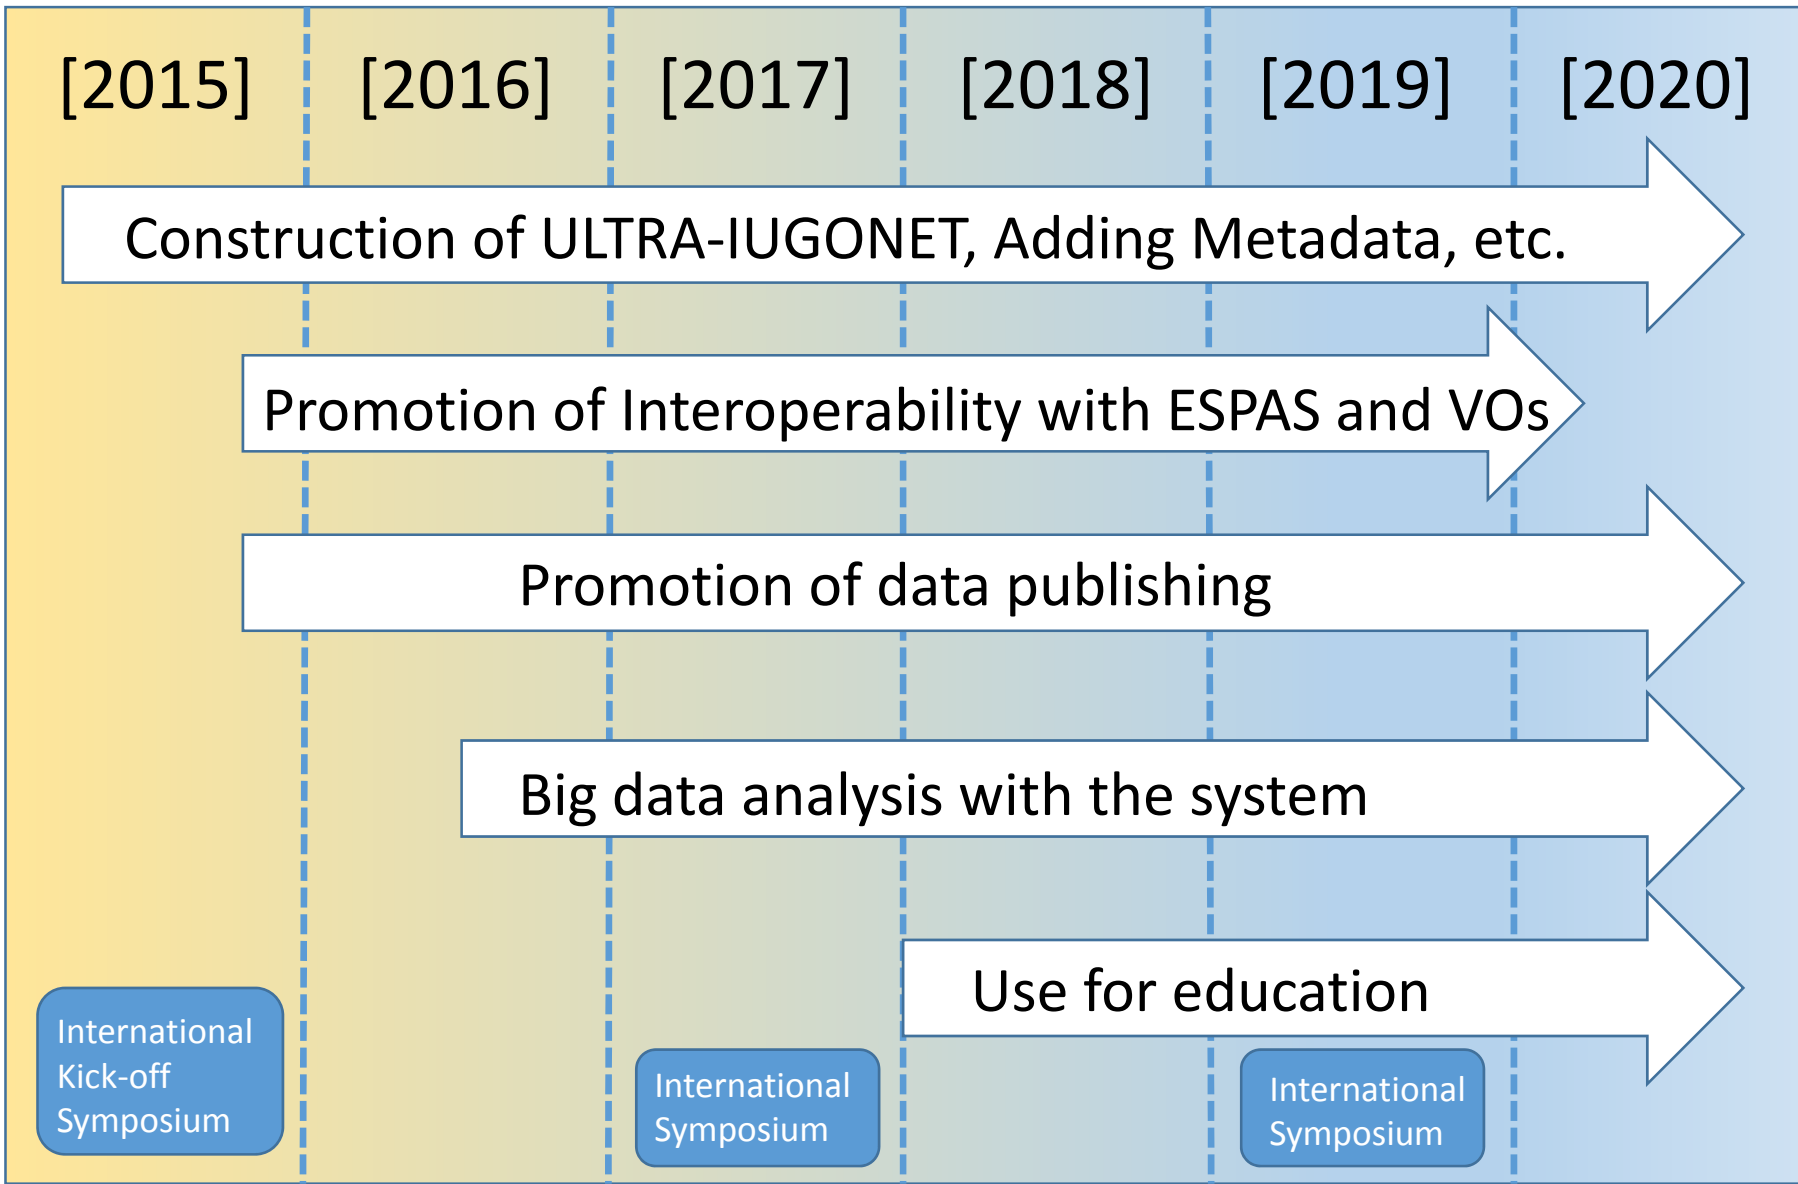 [2015] [2016] [2017] [2018] [2019] [2020]
Construction of ULTRA-IUGONET, Adding Metadata, etc.
Promotion of Interoperability with ESPAS and VOs
Promotion of data publishing
Big data analysis with the system
Use for education
International
Kick-off
Symposium
International
Symposium
International
Symposium